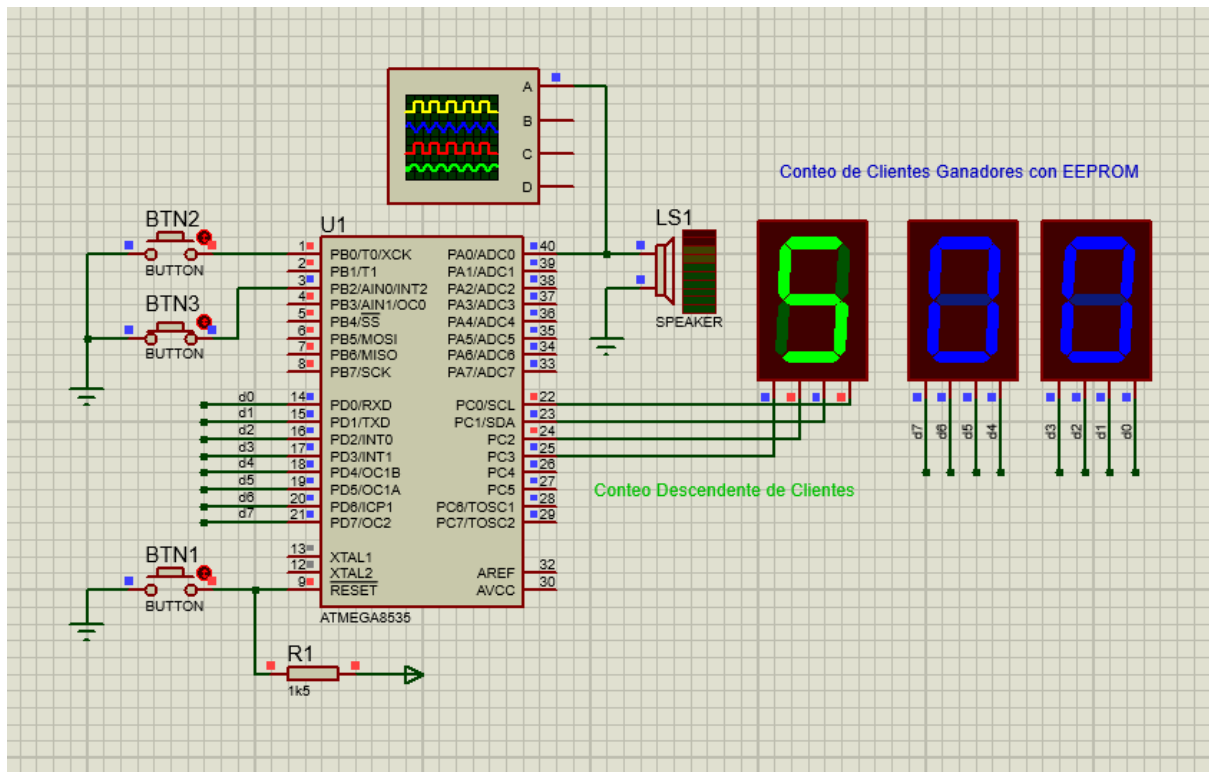 A
B
C
D
Conteo de Clientes Ganadores con EEPROM
BTN2
BUTTON
BTN3
BUTTON
U1
LS1
SPEAKER
1 PB0/T0/XCK PA0/ADC0 40
2 PB1/T1 PA1/ADC1 39
3 PB2/AIN0/INT2 PA2/ADC2 38
4 PB3/AIN1/OC0 PA3/ADC3 37
5 PB4/SS PA4/ADC4 36
6 PB5/MOSI PA5/ADC5 35
7 PB6/MISO PA6/ADC6 34
8 PB7/SCK PA7/ADC7 33
d0 14 PD0/RXD PC0/SCL 22
d1 15 PD1/TXD PC1/SDA 23
d2 16 PD2/INT0 PC2 24
d3 17 PD3/INT1 PC3 25
d4 18 PD4/OC1B PC4 26
d5 19 PD5/OC1A PC5 27
d6 20 PD6/ICP1 PC6/TOSC1 28
d7 21 PD7/OC2 PC7/TOSC2 29
13 XTAL1
12 XTAL2 AREF 32
9 RESET AVCC 30
ATMEGA8535
5
0
0
d7 d6 d5 d4
d3 d2 d1 d0
Conteo Descendente de Clientes
BTN1
BUTTON
R1
1k5